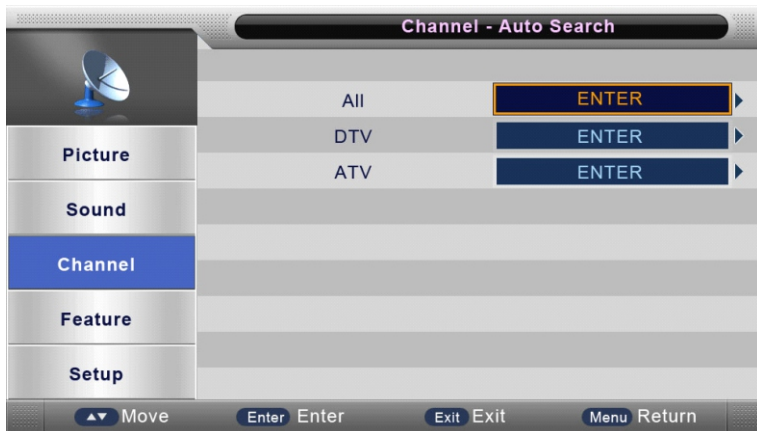 Channel - Auto Search
All ENTER
DTV ENTER
ATV ENTER
Picture
Sound
Channel
Feature
Setup
▲▼ Move Enter Enter Exit Exit Menu Return